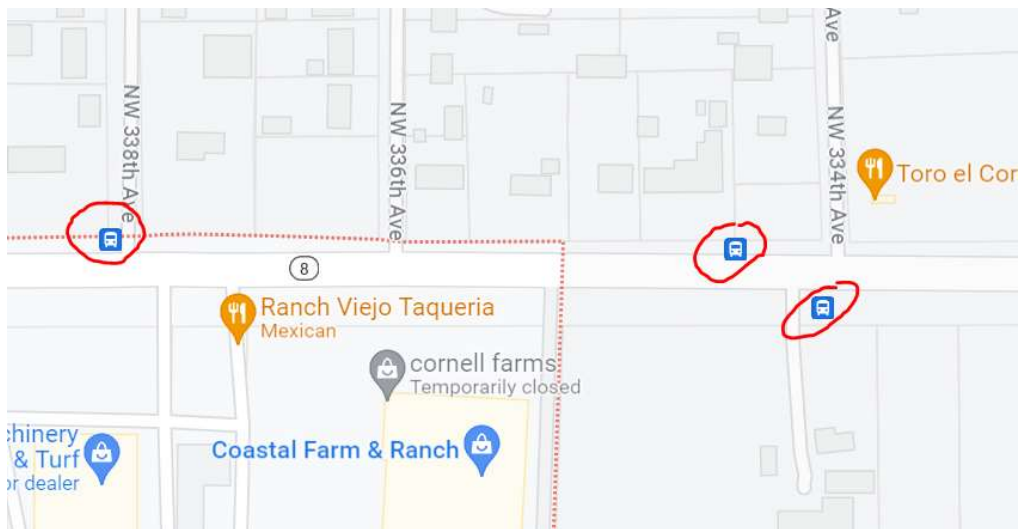 NW 338th Ave
NW 336th Ave
Ave
NW 334th Ave
Toro el Cor
8
Ranch Viejo Taqueria
Mexican
cornell farms
Temporarily closed
Coastal Farm & Ranch
chinery
& Turf
or dealer